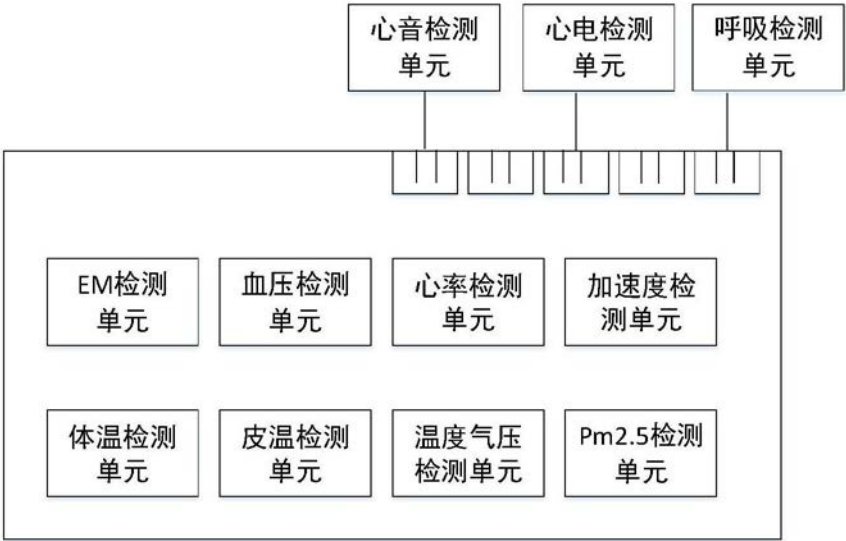 心音检测
单元
心电检测
单元
呼吸检测
单元
EM检测
单元
血压检测
单元
心率检测
单元
加速度检
测单元
体温检测
单元
皮温检测
单元
温度气压
检测单元
Pm2.5检测
单元